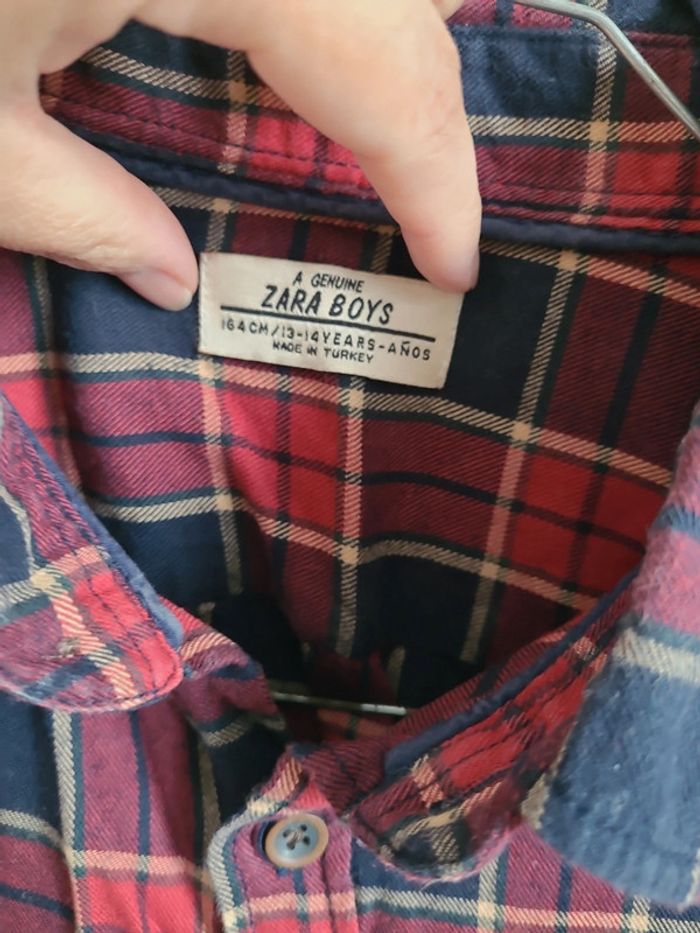 A GENUINE
ZARA BOYS
164CM/13-14YEARS-AÑOS
MADE IN TURKEY